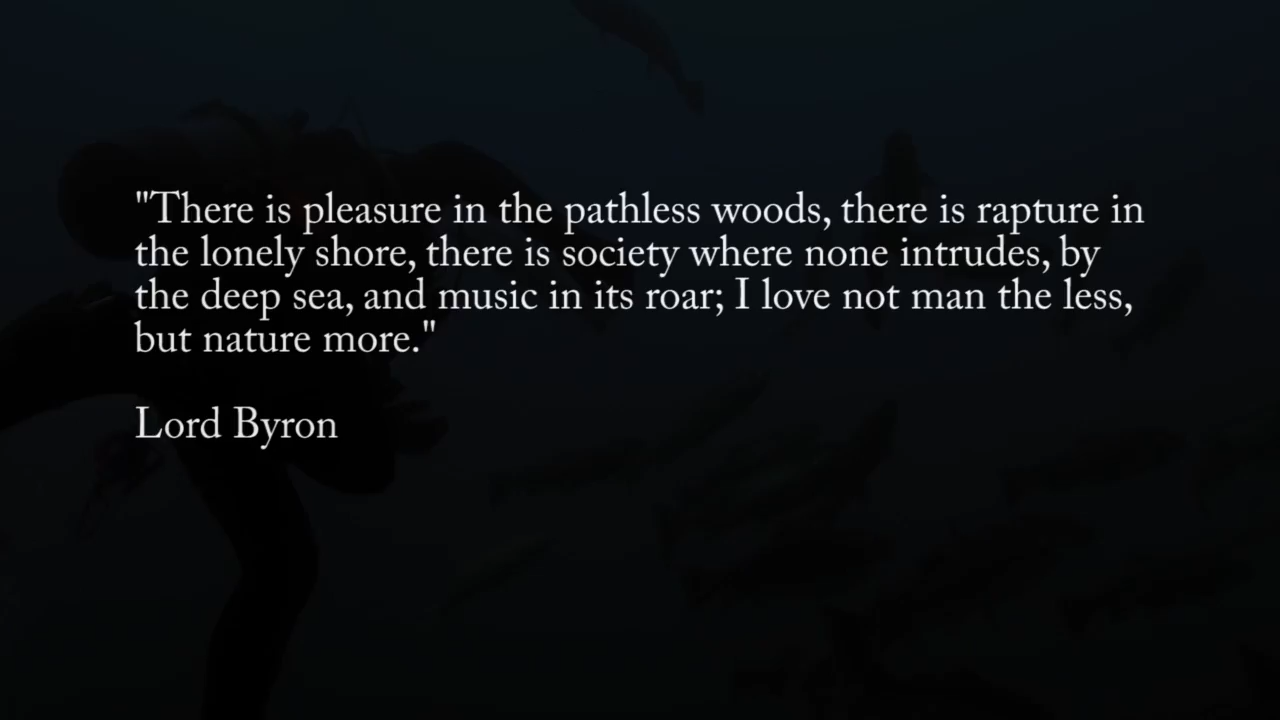 "There is pleasure in the pathless woods, there is rapture in
the lonely shore, there is society where none intrudes, by
the deep sea, and music in its roar; I love not man the less,
but nature more."
Lord Byron